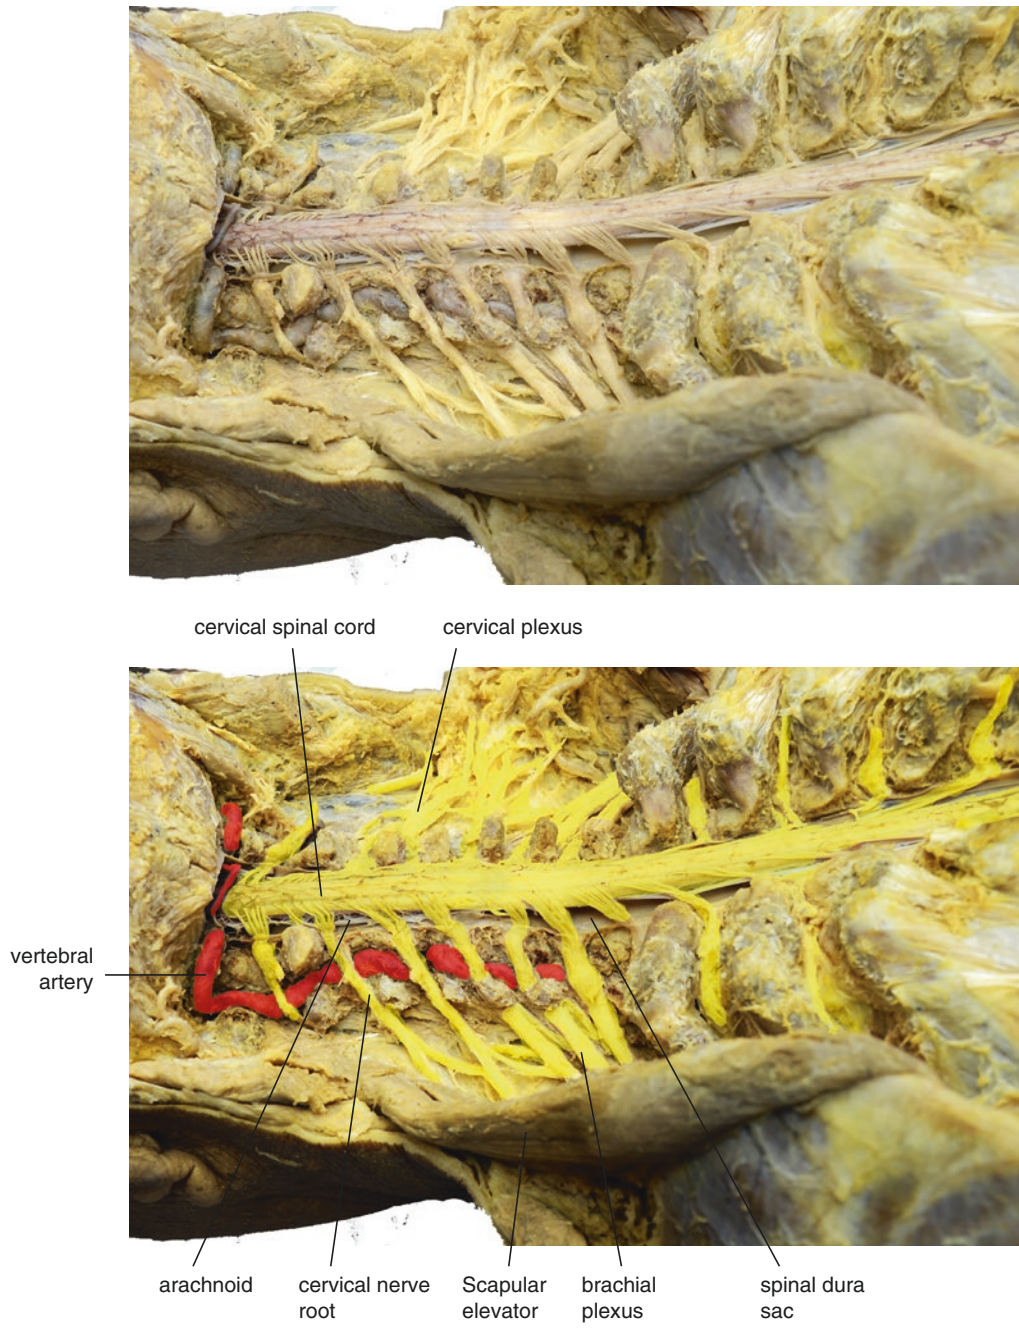 cervical spinal cord
cervical plexus
vertebral
artery
arachnoid
cervical nerve
root
Scapular
elevator
brachial
plexus
spinal dura
sac